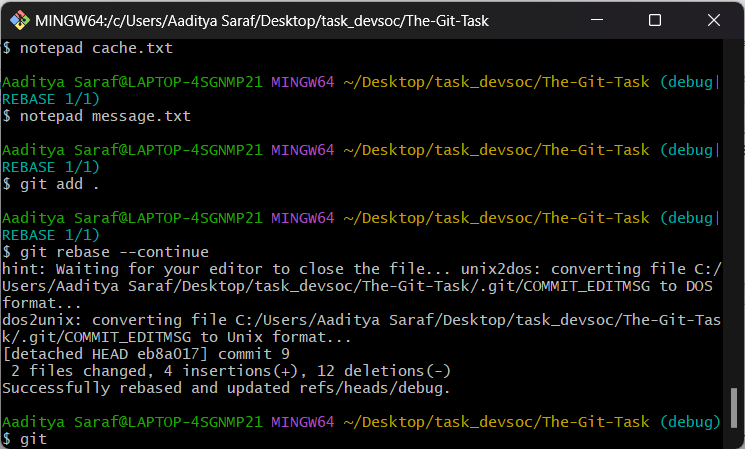 MINGW64:/c/Users/Aaditya Saraf/Desktop/task_devsoc/The-Git-Task
$ notepad cache.txt
Aaditya Saraf@LAPTOP-4SGNMP21 MINGW64 ~/Desktop/task_devsoc/The-Git-Task (debug|
REBASE 1/1)
$ notepad message.txt
Aaditya Saraf@LAPTOP-4SGNMP21 MINGW64 ~/Desktop/task_devsoc/The-Git-Task (debug|
REBASE 1/1)
$ git add .
Aaditya Saraf@LAPTOP-4SGNMP21 MINGW64 ~/Desktop/task_devsoc/The-Git-Task (debug|
REBASE 1/1)
$ git rebase --continue
hint: Waiting for your editor to close the file... unix2dos: converting file C:/
Users/Aaditya Saraf/Desktop/task_devsoc/The-Git-Task/.git/COMMIT_EDITMSG to DOS
format...
dos2unix: converting file C:/Users/Aaditya Saraf/Desktop/task_devsoc/The-Git-Tas
k/.git/COMMIT_EDITMSG to Unix format...
[detached HEAD eb8a017] commit 9
 2 files changed, 4 insertions(+), 12 deletions(-)
Successfully rebased and updated refs/heads/debug.
Aaditya Saraf@LAPTOP-4SGNMP21 MINGW64 ~/Desktop/task_devsoc/The-Git-Task (debug)
$ git